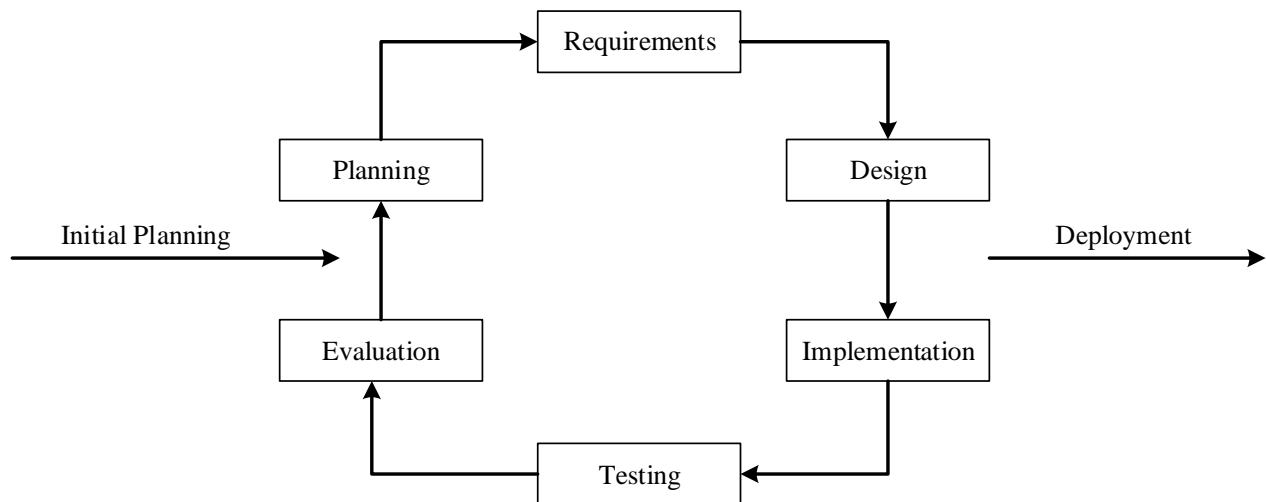 Requirements
Planning
Design
Initial Planning
Deployment
Evaluation
Implementation
Testing